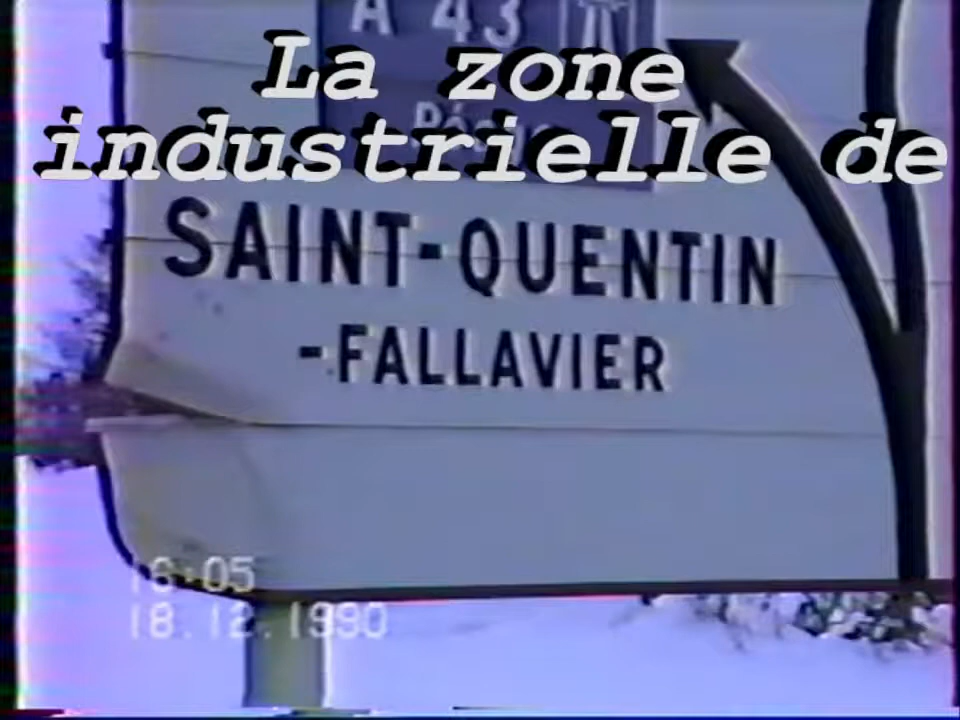 A 43
La zone
industrielle de
SAINT-QUENTIN
-FALLAVIER
16:05
18.12.1990